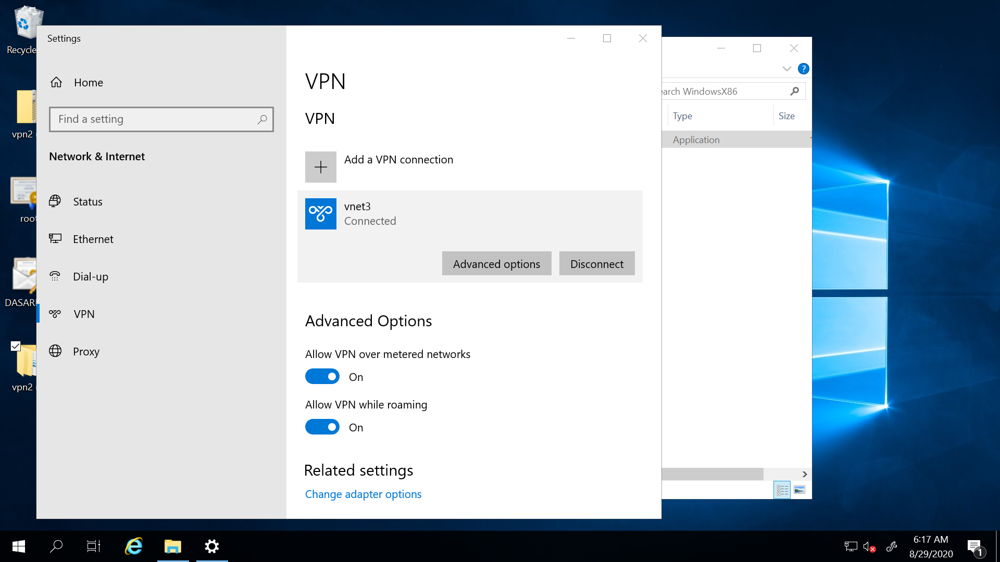 Recycle
vpn2
root
DASAR
vpn2
Settings
Home
Find a setting
Network & Internet
Status
Ethernet
Dial-up
VPN
Proxy
VPN
VPN
Add a VPN connection
vnet3
Connected
Advanced options
Disconnect
Advanced Options
Allow VPN over metered networks
On
Allow VPN while roaming
On
Related settings
Change adapter options
?
earch WindowsX86
Type
Size
Application
6:17 AM
8/29/2020
1